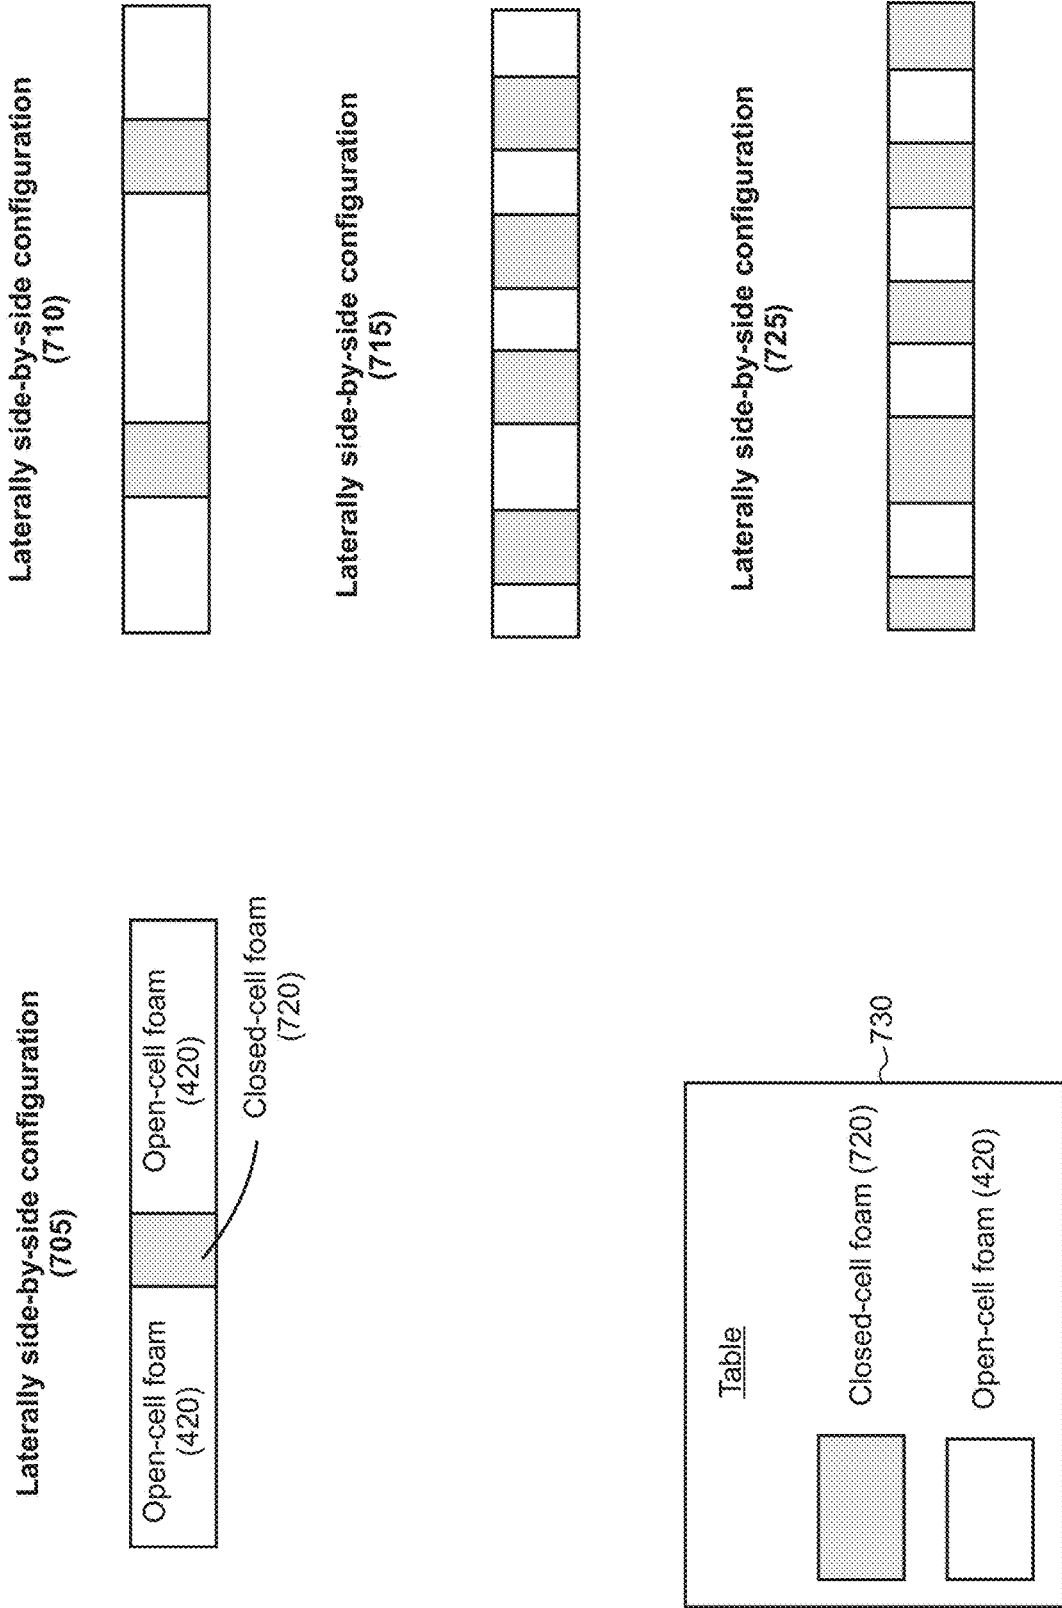 Laterally side-by-side configuration
(705)
Open-cell foam
(420)
Open-cell foam
(420)
Closed-cell foam
(720)
Laterally side-by-side configuration
(710)
Laterally side-by-side configuration
(715)
Laterally side-by-side configuration
(725)
Table
Closed-cell foam (720)
Open-cell foam (420)
730